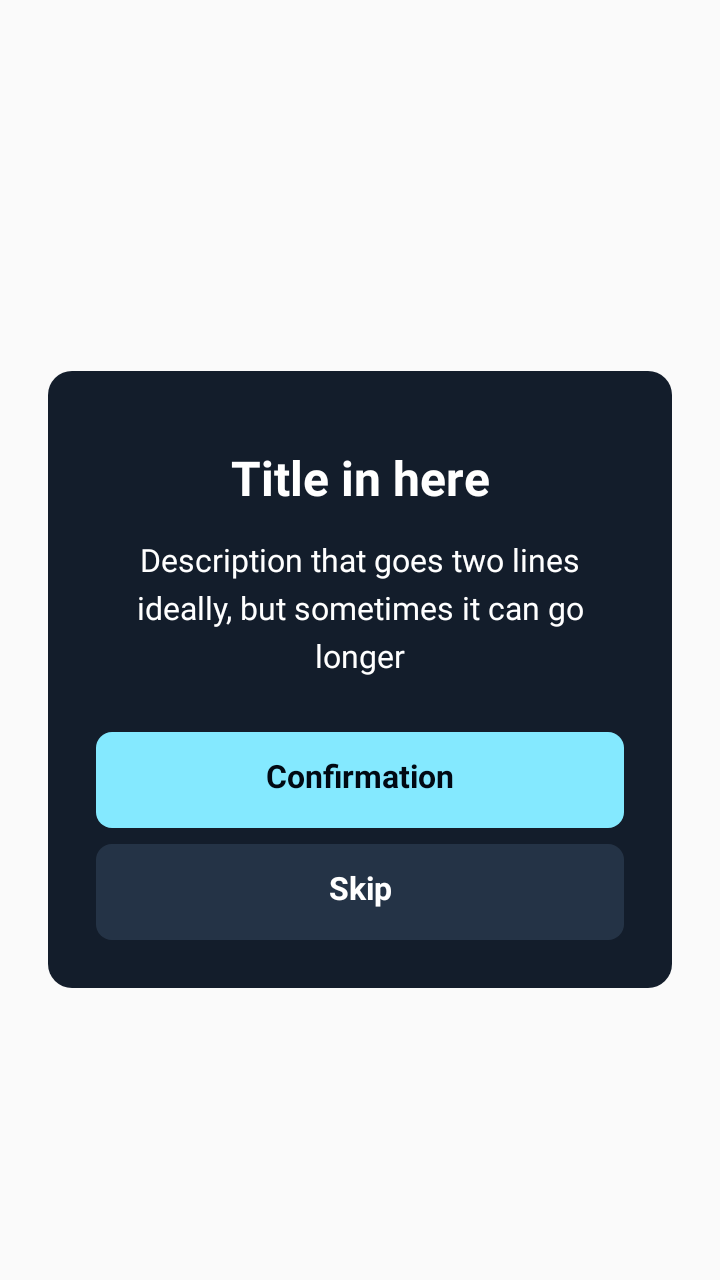 Title in here
Description that goes two lines
ideally, but sometimes it can go
longer
Confirmation
Skip